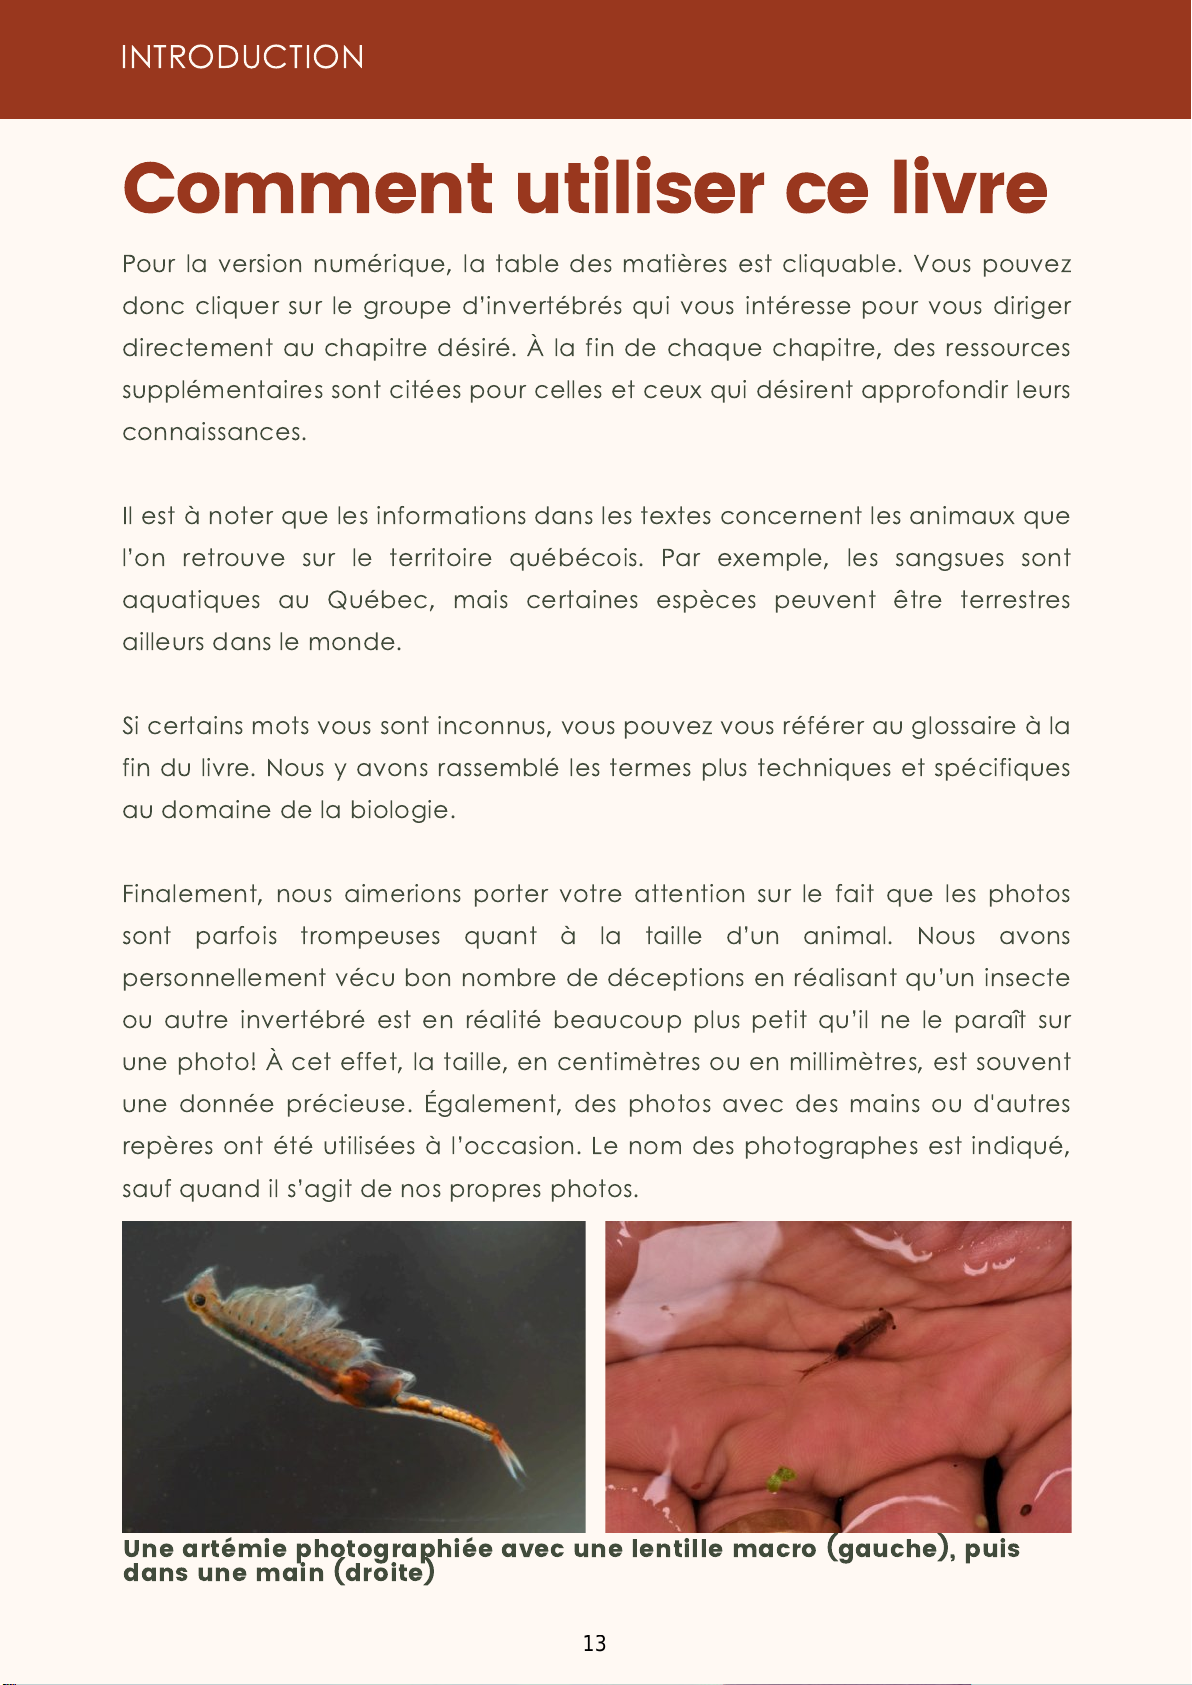 INTRODUCTION
Comment utiliser ce livre
Pour la version numérique, la table des matières est cliquable. Vous pouvez
donc cliquer sur le groupe d’invertébrés qui vous intéresse pour vous diriger
directement au chapitre désiré. À la fin de chaque chapitre, des ressources
supplémentaires sont citées pour celles et ceux qui désirent approfondir leurs
connaissances.
Il est à noter que les informations dans les textes concernent les animaux que
l’on retrouve sur le territoire québécois. Par exemple, les sangsues sont
aquatiques au Québec, mais certaines espèces peuvent être terrestres
ailleurs dans le monde.
Si certains mots vous sont inconnus, vous pouvez vous référer au glossaire à la
fin du livre. Nous y avons rassemblé les termes plus techniques et spécifiques
au domaine de la biologie.
Finalement, nous aimerions porter votre attention sur le fait que les photos
sont parfois trompeuses quant à la taille d’un animal. Nous avons
personnellement vécu bon nombre de déceptions en réalisant qu’un insecte
ou autre invertébré est en réalité beaucoup plus petit qu’il ne le paraît sur
une photo! À cet effet, la taille, en centimètres ou en millimètres, est souvent
une donnée précieuse. Également, des photos avec des mains ou d'autres
repères ont été utilisées à l’occasion. Le nom des photographes est indiqué,
sauf quand il s’agit de nos propres photos.
Une artémie photographiée avec une lentille macro (gauche), puis
dans une main (droite)
13